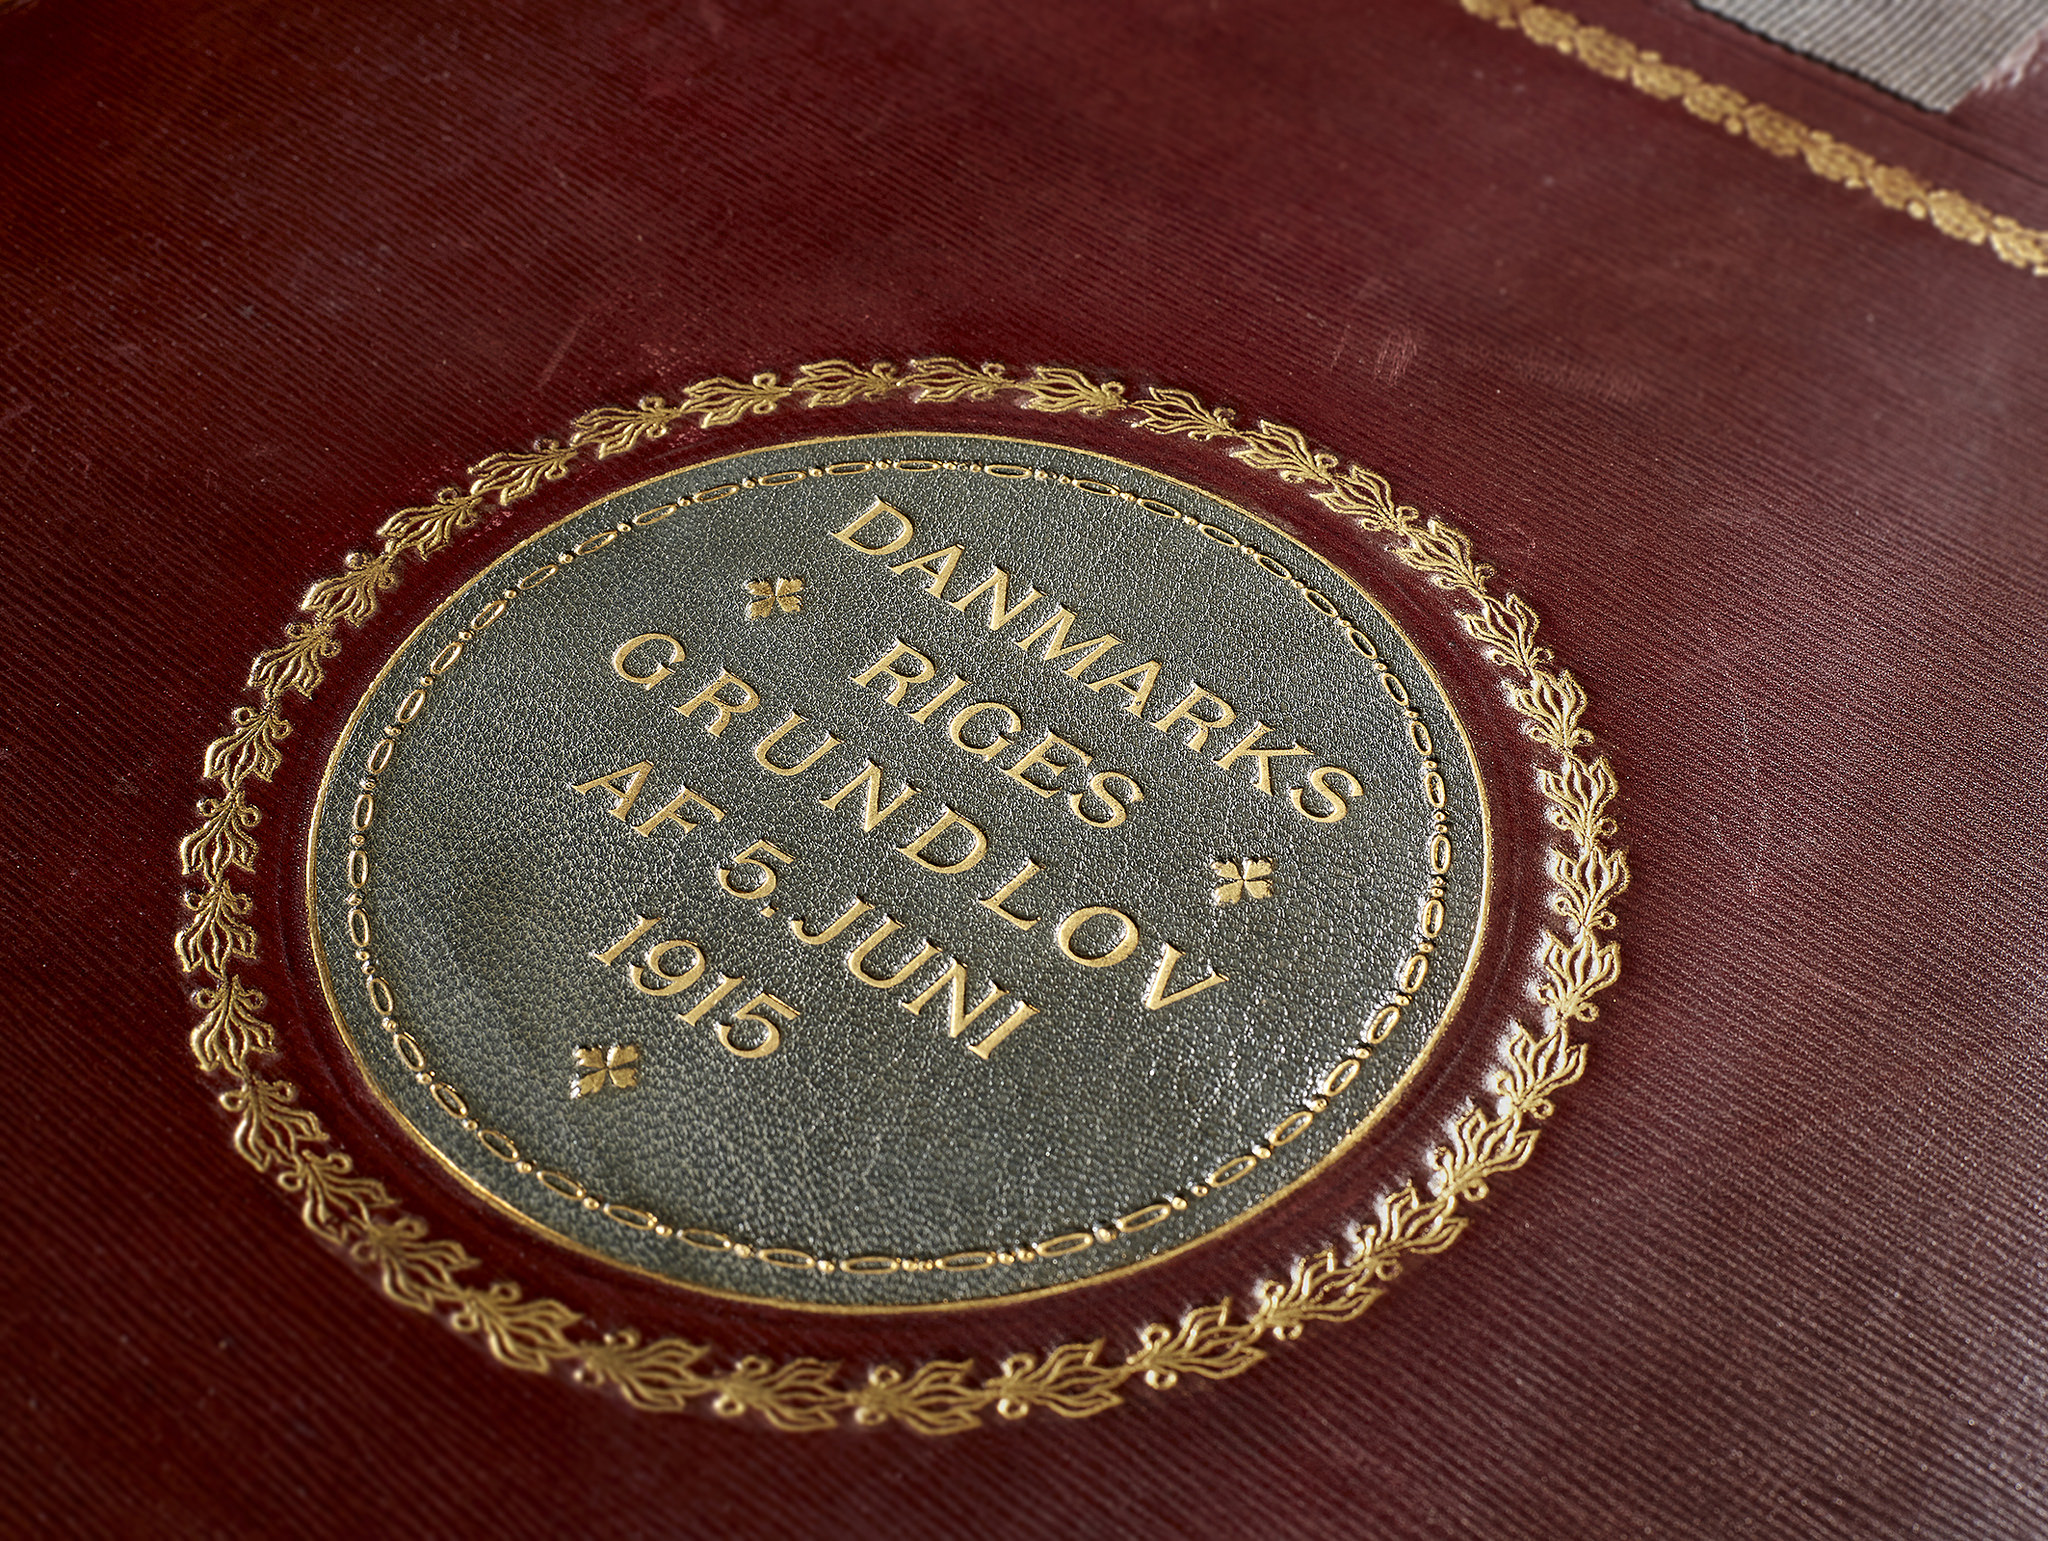 DANMARKS
RIGES
GRUNDLOV
AF 5. JUNI
1915